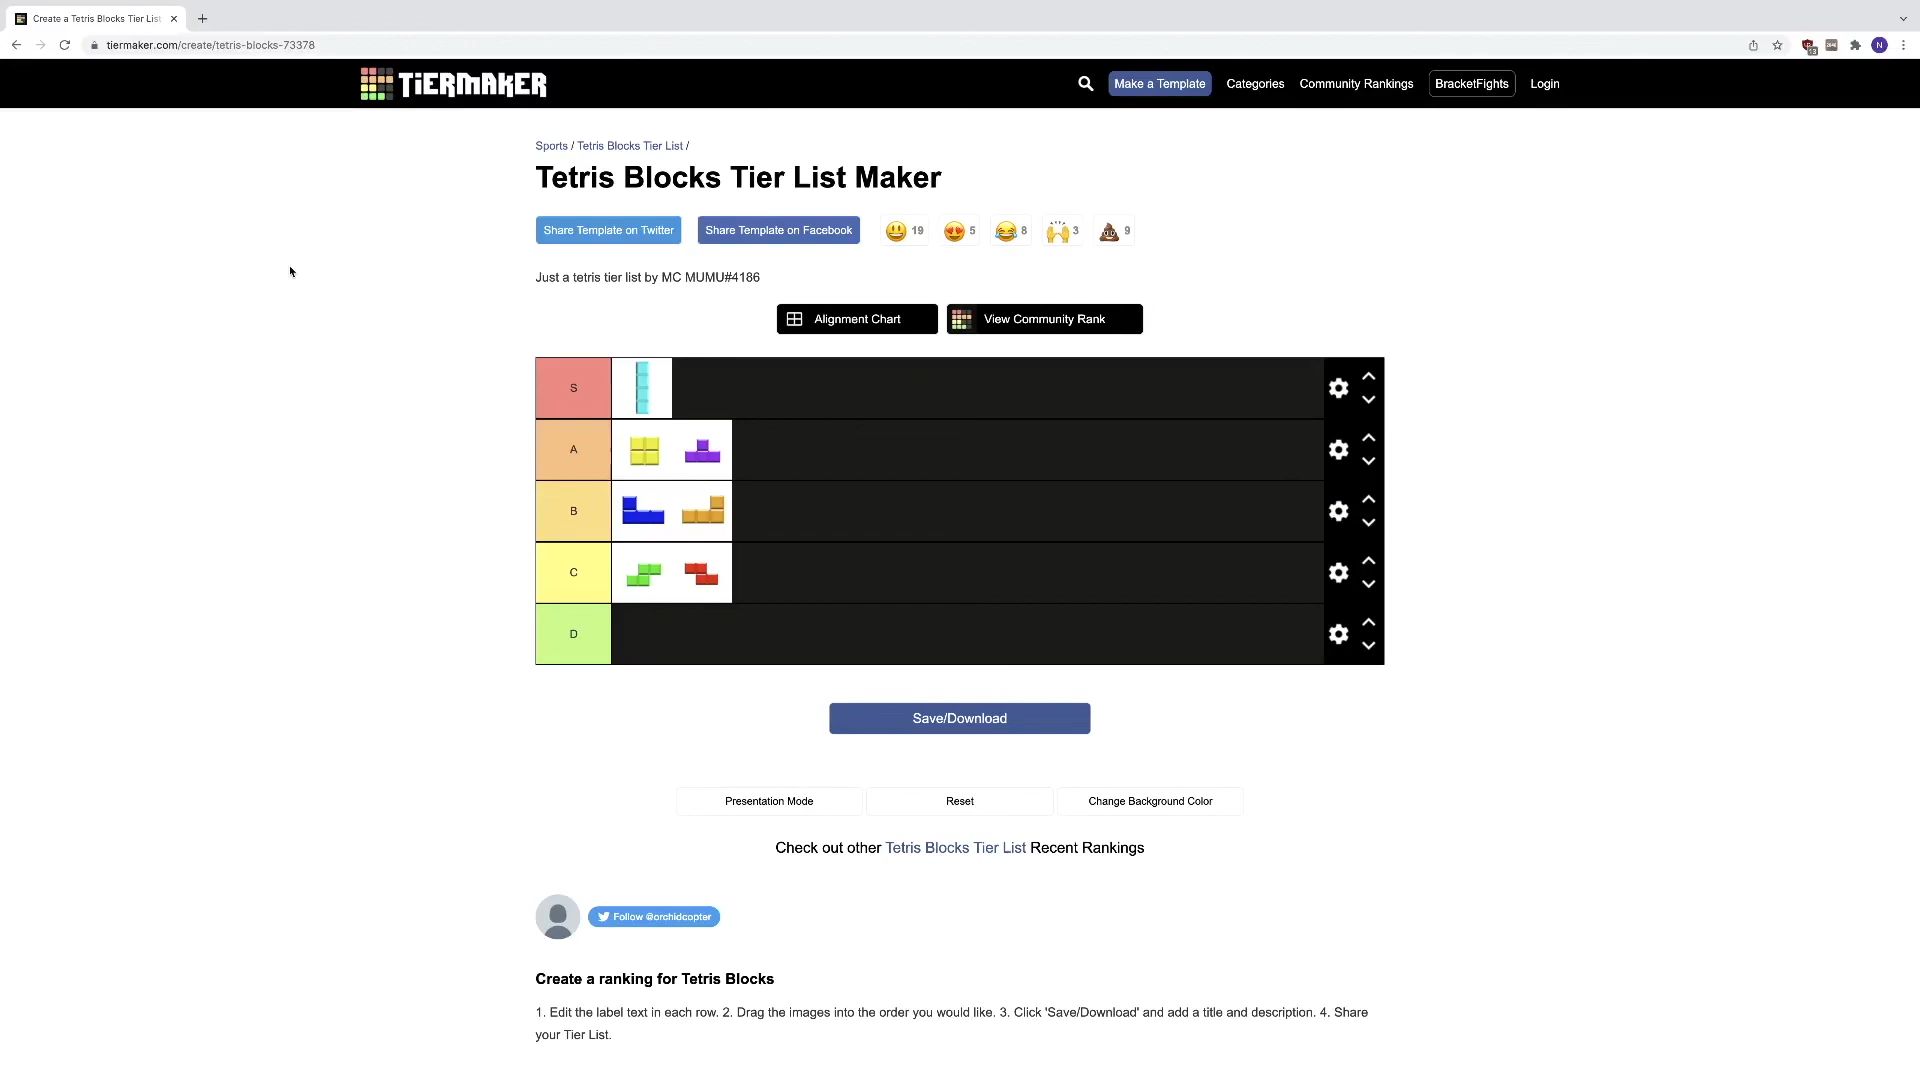 Create a Tetris Blocks Tier List
tiermaker.com/create/tetris-blocks-73378
N
TiERMAKER
Make a Template
Categories
Community Rankings
BracketFights
Login
Sports / Tetris Blocks Tier List /
Tetris Blocks Tier List Maker
Share Template on Twitter
Share Template on Facebook
19
5
8
3
9
Just a tetris tier list by MC MUMU#4186
Alignment Chart
View Community Rank
S
A
B
C
D
Save/Download
Presentation Mode
Reset
Change Background Color
Check out other Tetris Blocks Tier List Recent Rankings
Follow @orchidcopter
Create a ranking for Tetris Blocks
1. Edit the label text in each row. 2. Drag the images into the order you would like. 3. Click 'Save/Download' and add a title and description. 4. Share
your Tier List.